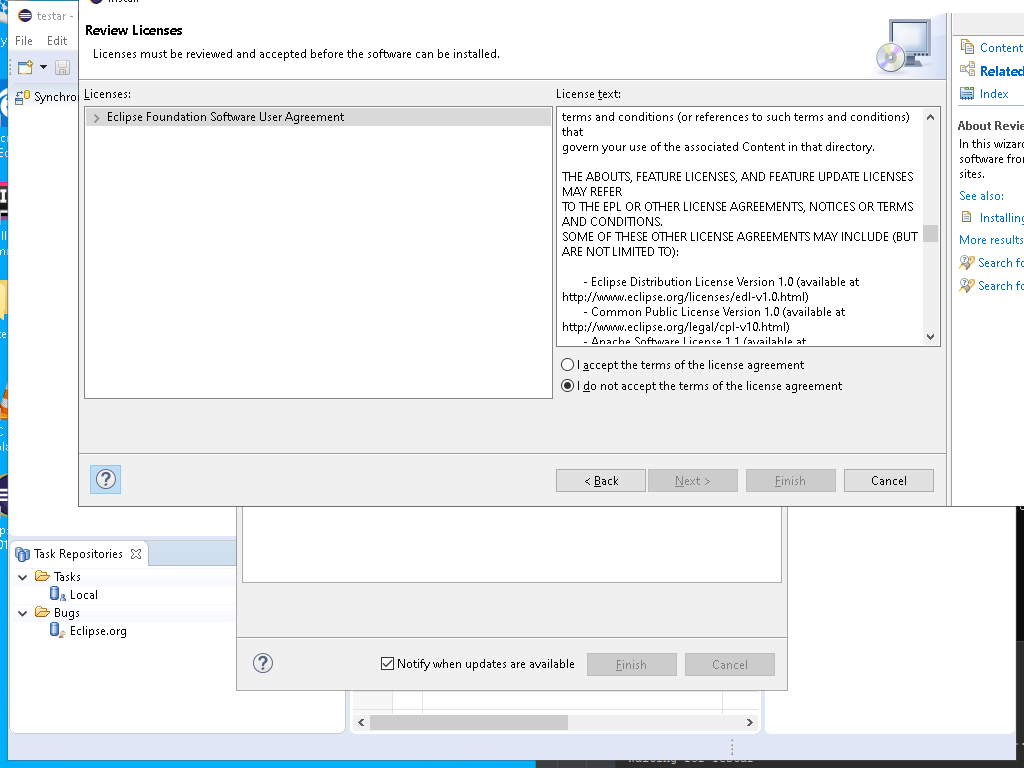 Install
testar -
Review Licenses
Licenses must be reviewed and accepted before the software can be installed.
File Edit
Synchro
Licenses:
Eclipse Foundation Software User Agreement
License text:
terms and conditions (or references to such terms and conditions)
that
govern your use of the associated Content in that directory.
THE ABOUTS, FEATURE LICENSES, AND FEATURE UPDATE LICENSES
MAY REFER
TO THE EPL OR OTHER LICENSE AGREEMENTS, NOTICES OR TERMS
AND CONDITIONS.
SOME OF THESE OTHER LICENSE AGREEMENTS MAY INCLUDE (BUT
ARE NOT LIMITED TO):
- Eclipse Distribution License Version 1.0 (available at
http://www.eclipse.org/licenses/edl-v1.0.html)
- Common Public License Version 1.0 (available at
http://www.eclipse.org/legal/cpl-v10.html)
- Apache Software License 1.1 (available at
I accept the terms of the license agreement
I do not accept the terms of the license agreement
< Back
Next >
Finish
Cancel
Content
Related
Index
About Revie
In this wizard
software from
sites.
See also:
Installing
More results
Search fo
Search fo
Task Repositories
Tasks
Local
Bugs
Eclipse.org
Notify when updates are available
Finish
Cancel